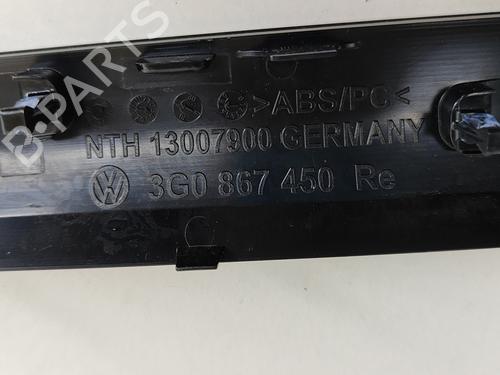 >ABS/PC<
NTH 13007900 GERMANY
3G0 867 450 Re
B-PARTS